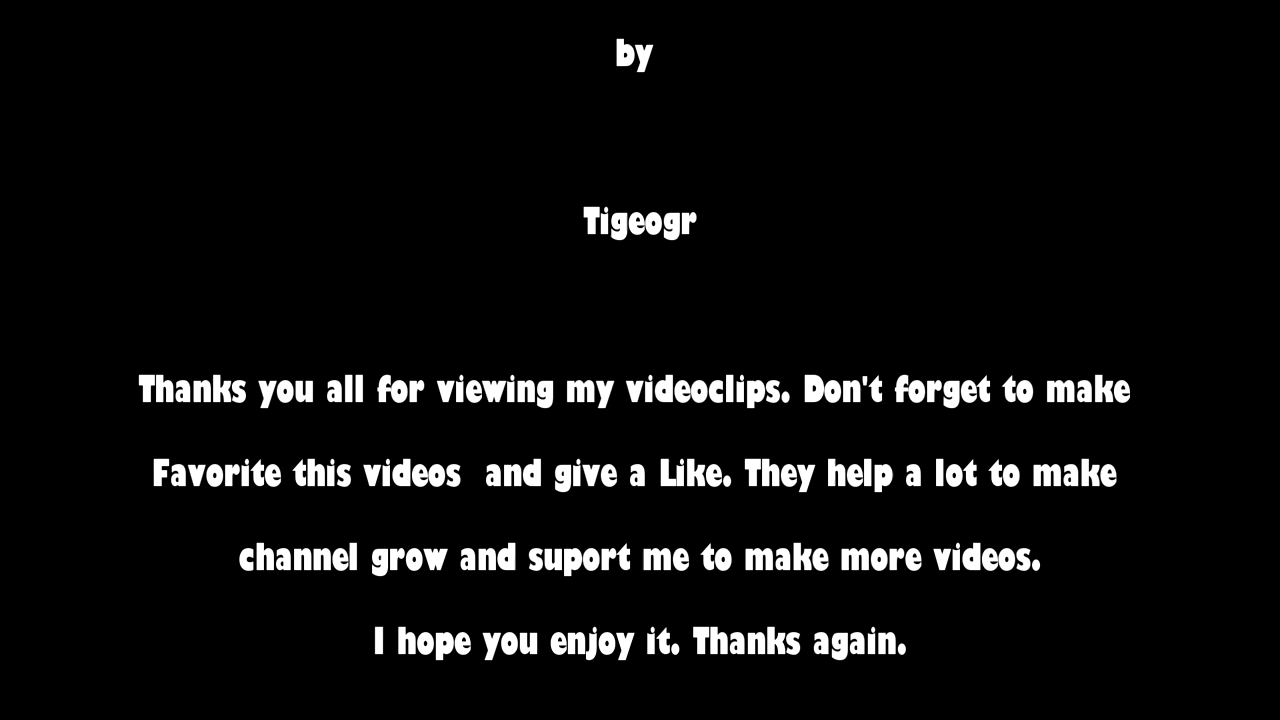 by
Tigeogr
Thanks you all for viewing my videoclips. Don't forget to make
Favorite this videos  and give a Like. They help a lot to make
channel grow and suport me to make more videos.
I hope you enjoy it. Thanks again.